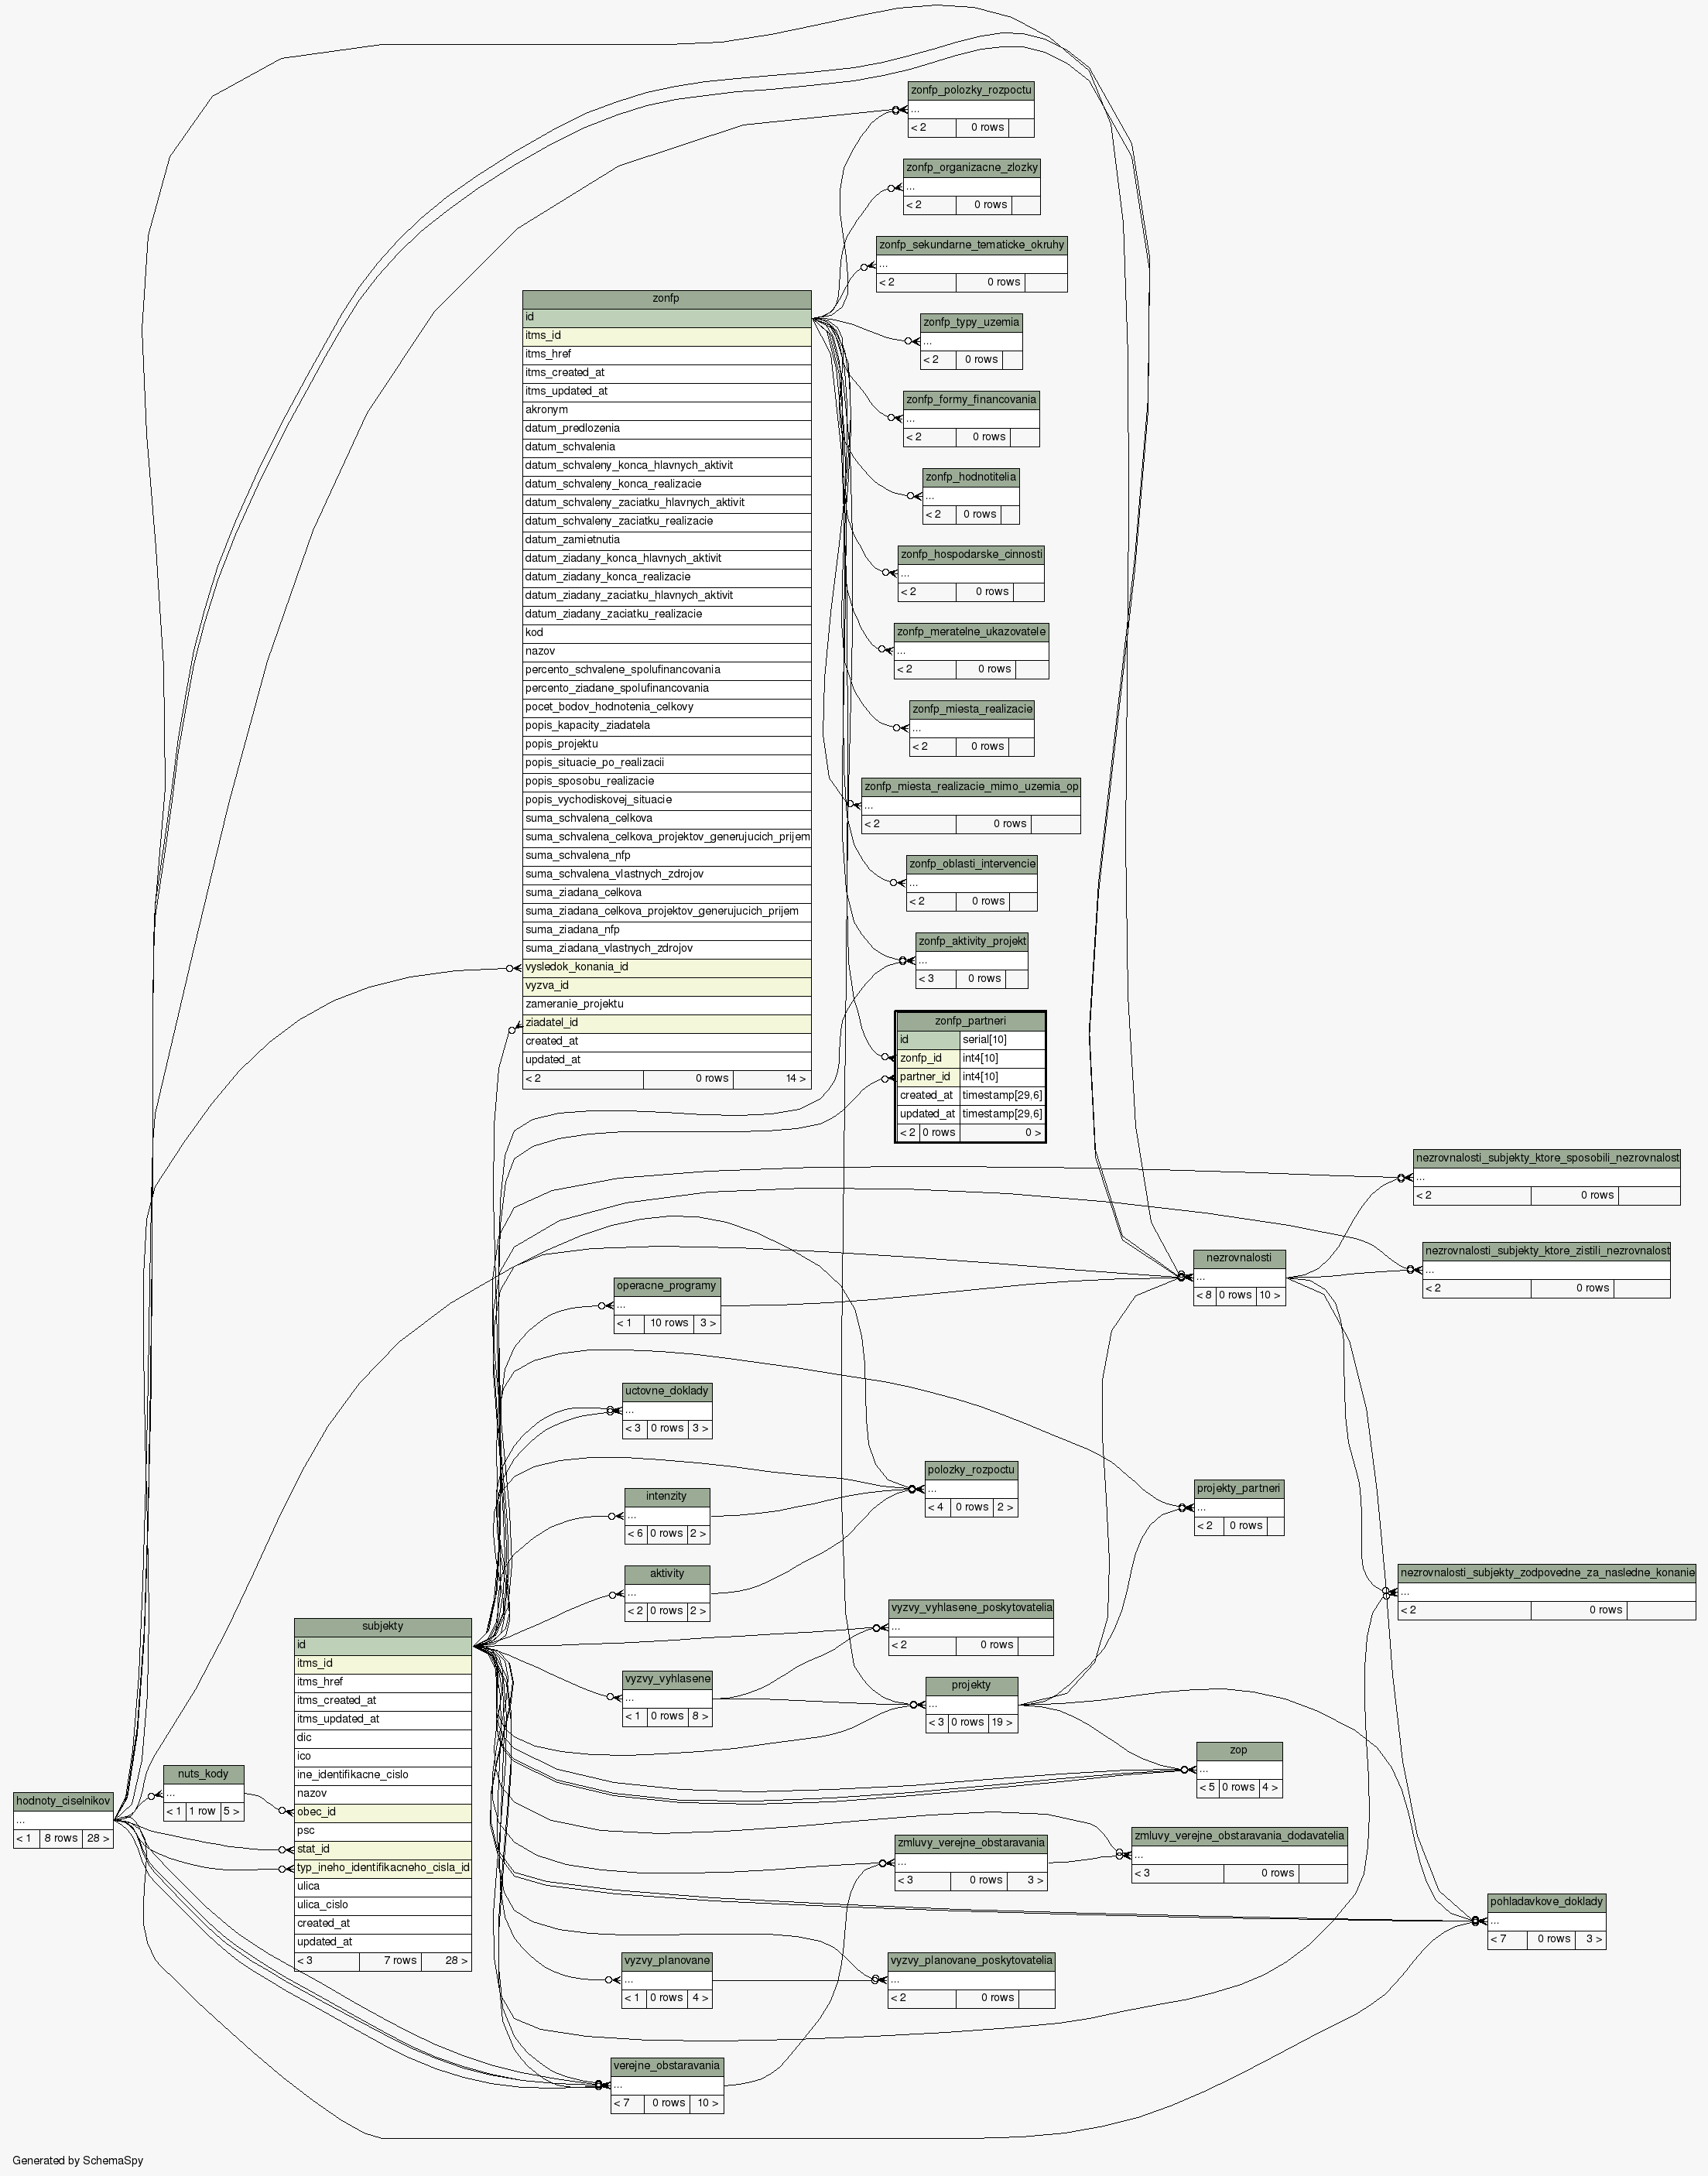 zonfp_polozky_rozpoctu
...
< 2 0 rows
zonfp_organizacne_zlozky
...
< 2 0 rows
zonfp_sekundarne_tematicke_okruhy
...
< 2 0 rows
zonfp_typy_uzemia
...
< 2 0 rows
zonfp_formy_financovania
...
< 2 0 rows
zonfp_hodnotitelia
...
< 2 0 rows
zonfp_hospodarske_cinnosti
...
< 2 0 rows
zonfp_meratelne_ukazovatele
...
< 2 0 rows
zonfp_miesta_realizacie
...
< 2 0 rows
zonfp_miesta_realizacie_mimo_uzemia_op
...
< 2 0 rows
zonfp_oblasti_intervencie
...
< 2 0 rows
zonfp_aktivity_projekt
...
< 3 0 rows
zonfp
id
itms_id
itms_href
itms_created_at
itms_updated_at
akronym
datum_predlozenia
datum_schvalenia
datum_schvaleny_konca_hlavnych_aktivit
datum_schvaleny_konca_realizacie
datum_schvaleny_zaciatku_hlavnych_aktivit
datum_schvaleny_zaciatku_realizacie
datum_zamietnutia
datum_ziadany_konca_hlavnych_aktivit
datum_ziadany_konca_realizacie
datum_ziadany_zaciatku_hlavnych_aktivit
datum_ziadany_zaciatku_realizacie
kod
nazov
percento_schvalene_spolufinancovania
percento_ziadane_spolufinancovania
pocet_bodov_hodnotenia_celkovy
popis_kapacity_ziadatela
popis_projektu
popis_situacie_po_realizacii
popis_sposobu_realizacie
popis_vychodiskovej_situacie
suma_schvalena_celkova
suma_schvalena_celkova_projektov_generujucich_prijem
suma_schvalena_nfp
suma_schvalena_vlastnych_zdrojov
suma_ziadana_celkova
suma_ziadana_celkova_projektov_generujucich_prijem
suma_ziadana_nfp
suma_ziadana_vlastnych_zdrojov
vysledok_konania_id
vyzva_id
zameranie_projektu
ziadatel_id
created_at
updated_at
< 2 0 rows 14 >
zonfp_partneri
id serial[10]
zonfp_id int4[10]
partner_id int4[10]
created_at timestamp[29,6]
updated_at timestamp[29,6]
< 2 0 rows 0 >
nezrovnalosti_subjekty_ktore_sposobili_nezrovnalost
...
< 2 0 rows
nezrovnalosti_subjekty_ktore_zistili_nezrovnalost
...
< 2 0 rows
nezrovnalosti
...
< 8 0 rows 10 >
operacne_programy
...
< 1 10 rows 3 >
uctovne_doklady
...
< 3 0 rows 3 >
polozky_rozpoctu
...
< 4 0 rows 2 >
projekty_partneri
...
< 2 0 rows
intenzity
...
< 6 0 rows 2 >
aktivity
...
< 2 0 rows 2 >
nezrovnalosti_subjekty_zodpovedne_za_nasledne_konanie
...
< 2 0 rows
vyzvy_vyhlasene_poskytovatelia
...
< 2 0 rows
vyzvy_vyhlasene
...
< 1 0 rows 8 >
projekty
...
< 3 0 rows 19 >
zop
...
< 5 0 rows 4 >
subjekty
id
itms_id
itms_href
itms_created_at
itms_updated_at
dic
ico
ine_identifikacne_cislo
nazov
obec_id
psc
stat_id
typ_ineho_identifikacneho_cisla_id
ulica
ulica_cislo
created_at
updated_at
< 3 7 rows 28 >
nuts_kody
...
< 1 1 row 5 >
hodnoty_ciselnikov
...
< 1 8 rows 28 >
zmluvy_verejne_obstaravania
...
< 3 0 rows 3 >
zmluvy_verejne_obstaravania_dodavatelia
...
< 3 0 rows
pohladavkove_doklady
...
< 7 0 rows 3 >
vyzvy_planovane
...
< 1 0 rows 4 >
vyzvy_planovane_poskytovatelia
...
< 2 0 rows
verejne_obstaravania
...
< 7 0 rows 10 >
Generated by SchemaSpy